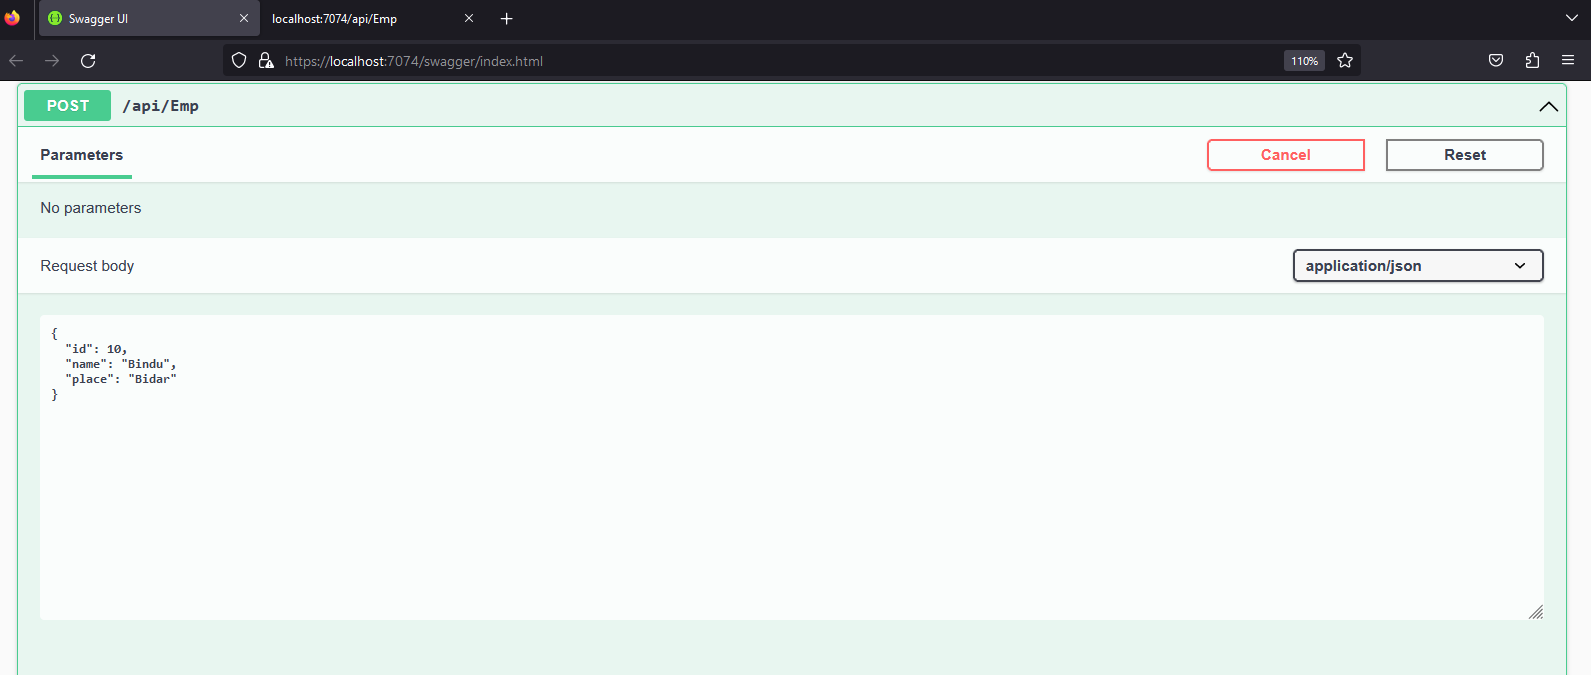 Swagger UI
localhost:7074/api/Emp
https://localhost:7074/swagger/index.html
110%
POST /api/Emp
Parameters
Cancel
Reset
No parameters
Request body
application/json
{
"id": 10,
"name": "Bindu",
"place": "Bidar"
}